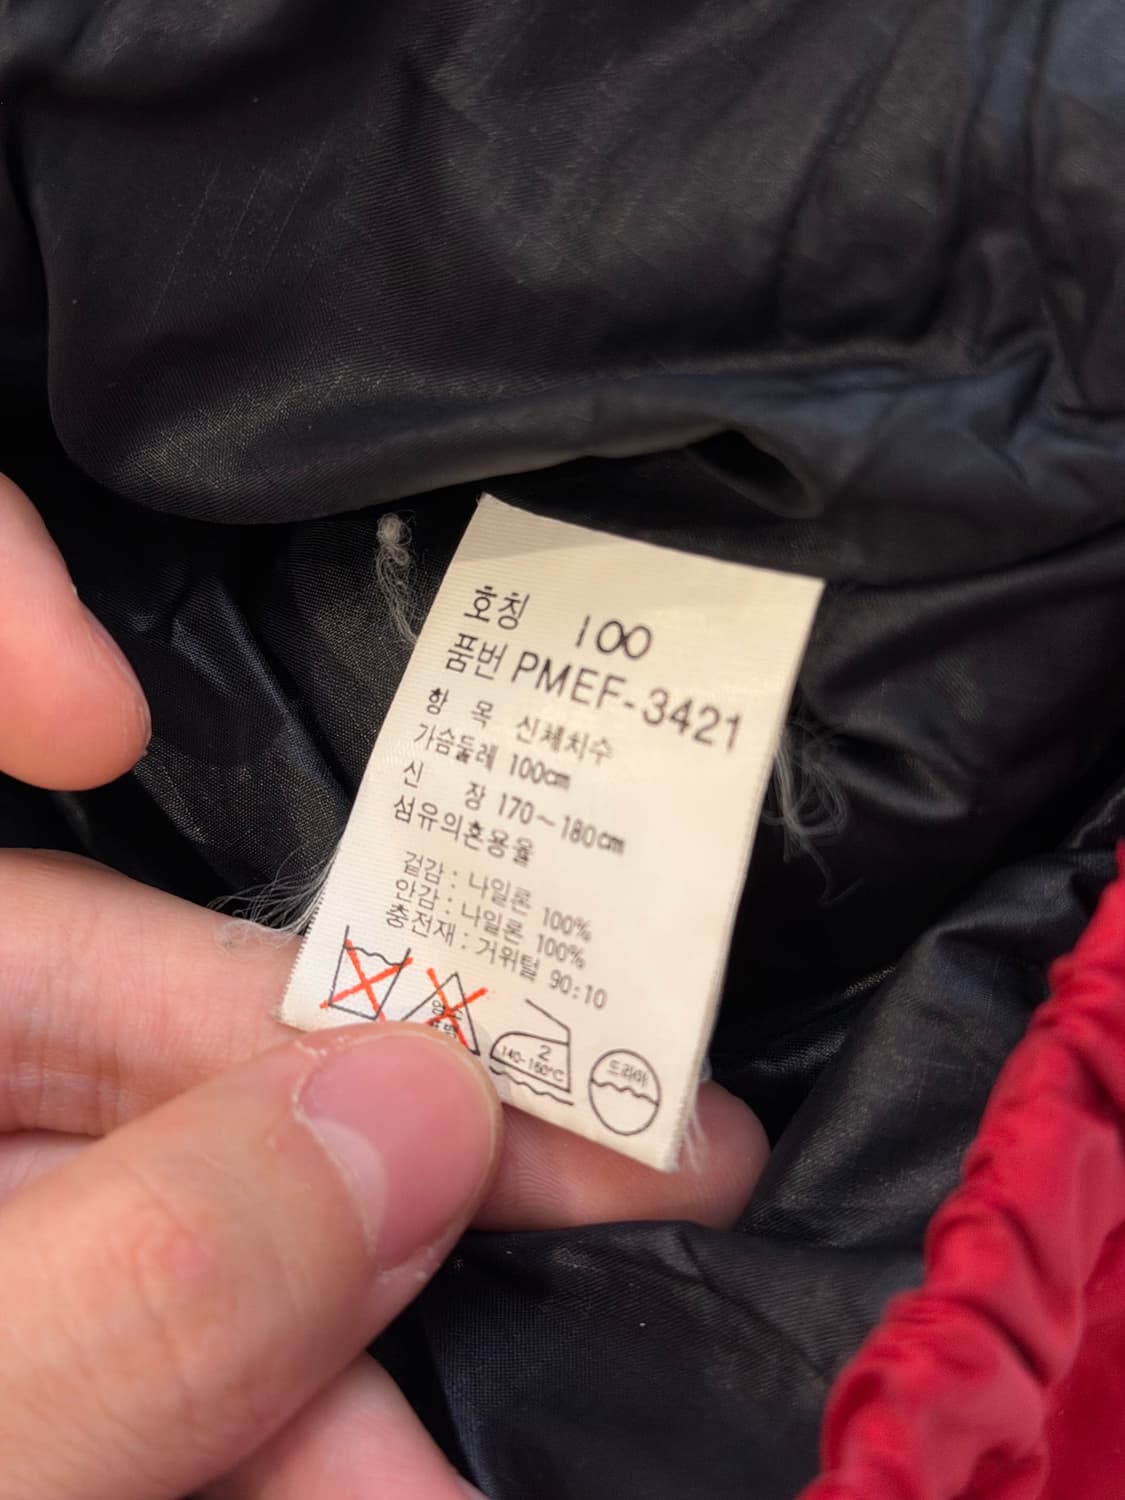 호칭 100
품번 PMEF-3421
항 목 신체치수
가슴둘레 100cm
신 장 170~180cm
섬유의혼용율
겉감 : 나일론 100%
안감 : 나일론 100%
충전재 : 거위털 90:10
2
140-160°C
드라이